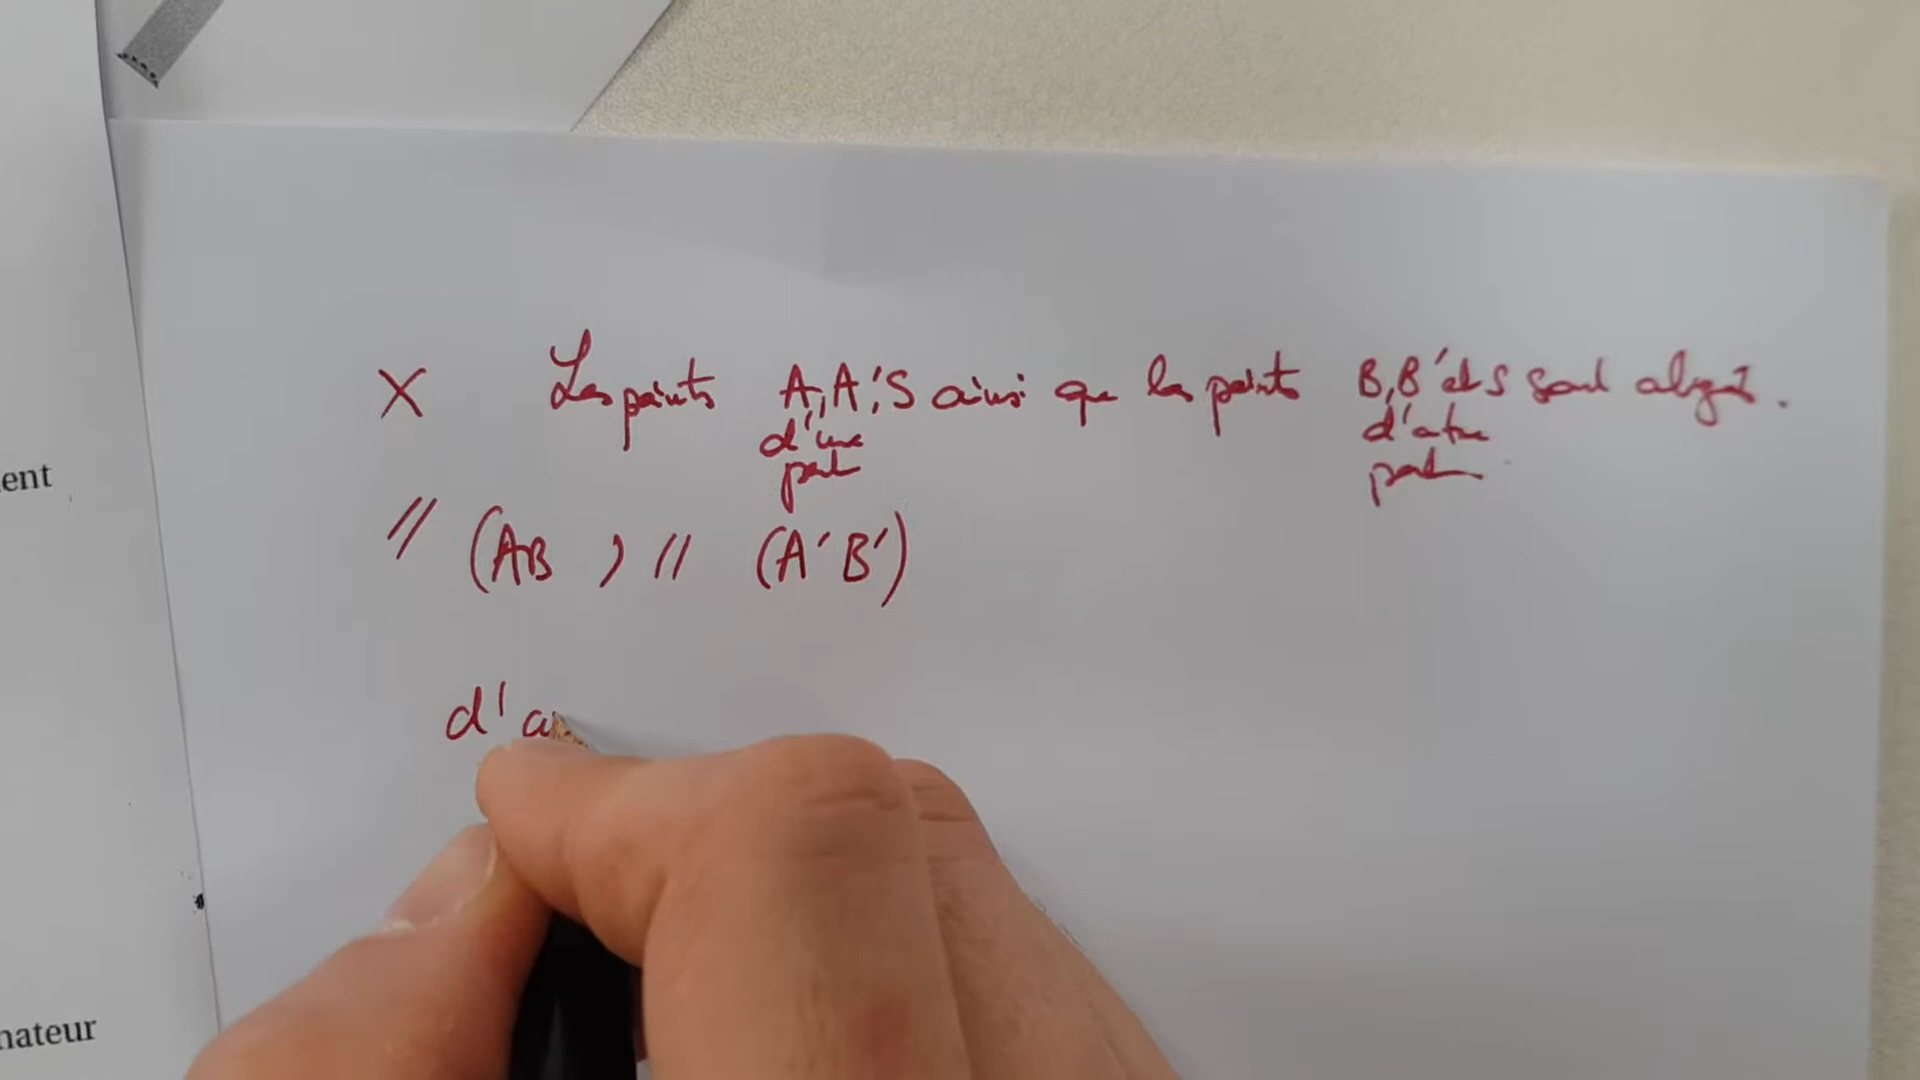 ent
X Les points A, A', S ainsi que les points B, B' et S sont alignés.
d'une part
d'autre part
// (AB) // (A'B')
d'a
nateur